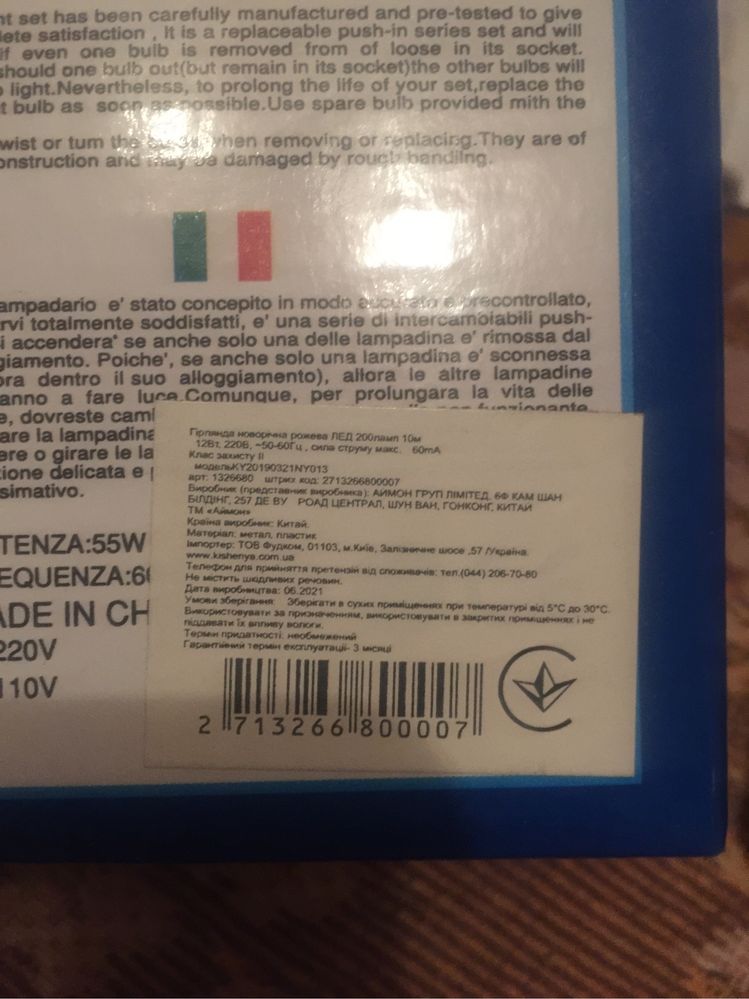 nt set has been carefully manufactured and pre-tested to give
lete satisfaction , It is a replaceable push-in series set and will
if even one bulb is removed from of loose in its socket.
should one bulb out(but remain in its socket)the other bulbs will
light.Nevertheless, to prolong the life of your set,replace the
t bulb as soon as possible.Use spare bulb provided mith the
wist or tum the when removing or replacing.They are of
onstruction and may be damaged by rough bandilng.
ampadario e' stato concepito in modo accurato e precontrollato,
rvi totalmente soddisfatti, e' una serie di intercamoiabili push-
i accendera' se anche solo una delle lampadina e' rimossa dal
giamento. Poiche', se anche solo una lampadina e' sconnessa
ora dentro il suo alloggiamento), allora le altre lampadine
anno a fare luce.Comunque, per prolungara la vita delle
e, dovreste caml funzionante
are la lampadina
ere o girare le la
zione delicata e
simativo.
TENZA:55W
EQUENZA:60
ADE IN CH
220V
110V
Гірлянда новорічна рожева ЛЕД 200ламп 10м
12Вт, 220В, ~50-60Гц , сила струму макс. 60mA
Клас захисту II
модельKY20190321NY013
арт: 1326680 штрих код: 2713266800007
Виробник (представник виробника): АЙМОН ГРУП ЛІМІТЕД, 6Ф КАМ ШАН
БІЛДІНГ, 257 ДЕ ВУ РОАД ЦЕНТРАЛ, ШУН ВАН, ГОНКОНГ, КИТАЙ
ТМ «Аймон»
Країна виробник: Китай.
Матеріал: метал, пластик
Імпортер: ТОВ Фудком, 01103, м.Київ, Залізничне шосе ,57 /Україна.
www.kishenya.com.ua
Телефон для прийняття претензій від споживачів: тел.(044) 206-70-80
Не містить шкідливих речовин.
Дата виробництва: 06.2021
Умови зберігання: Зберігати в сухих приміщеннях при температурі від 5°C до 30°C.
Використовувати за призначенням, використовувати в закритих приміщеннях і не
піддавати їх впливу вологи.
Термін придатності: необмежений
Гарантійний термін експлуатації- 3 місяці
2 713266 800007